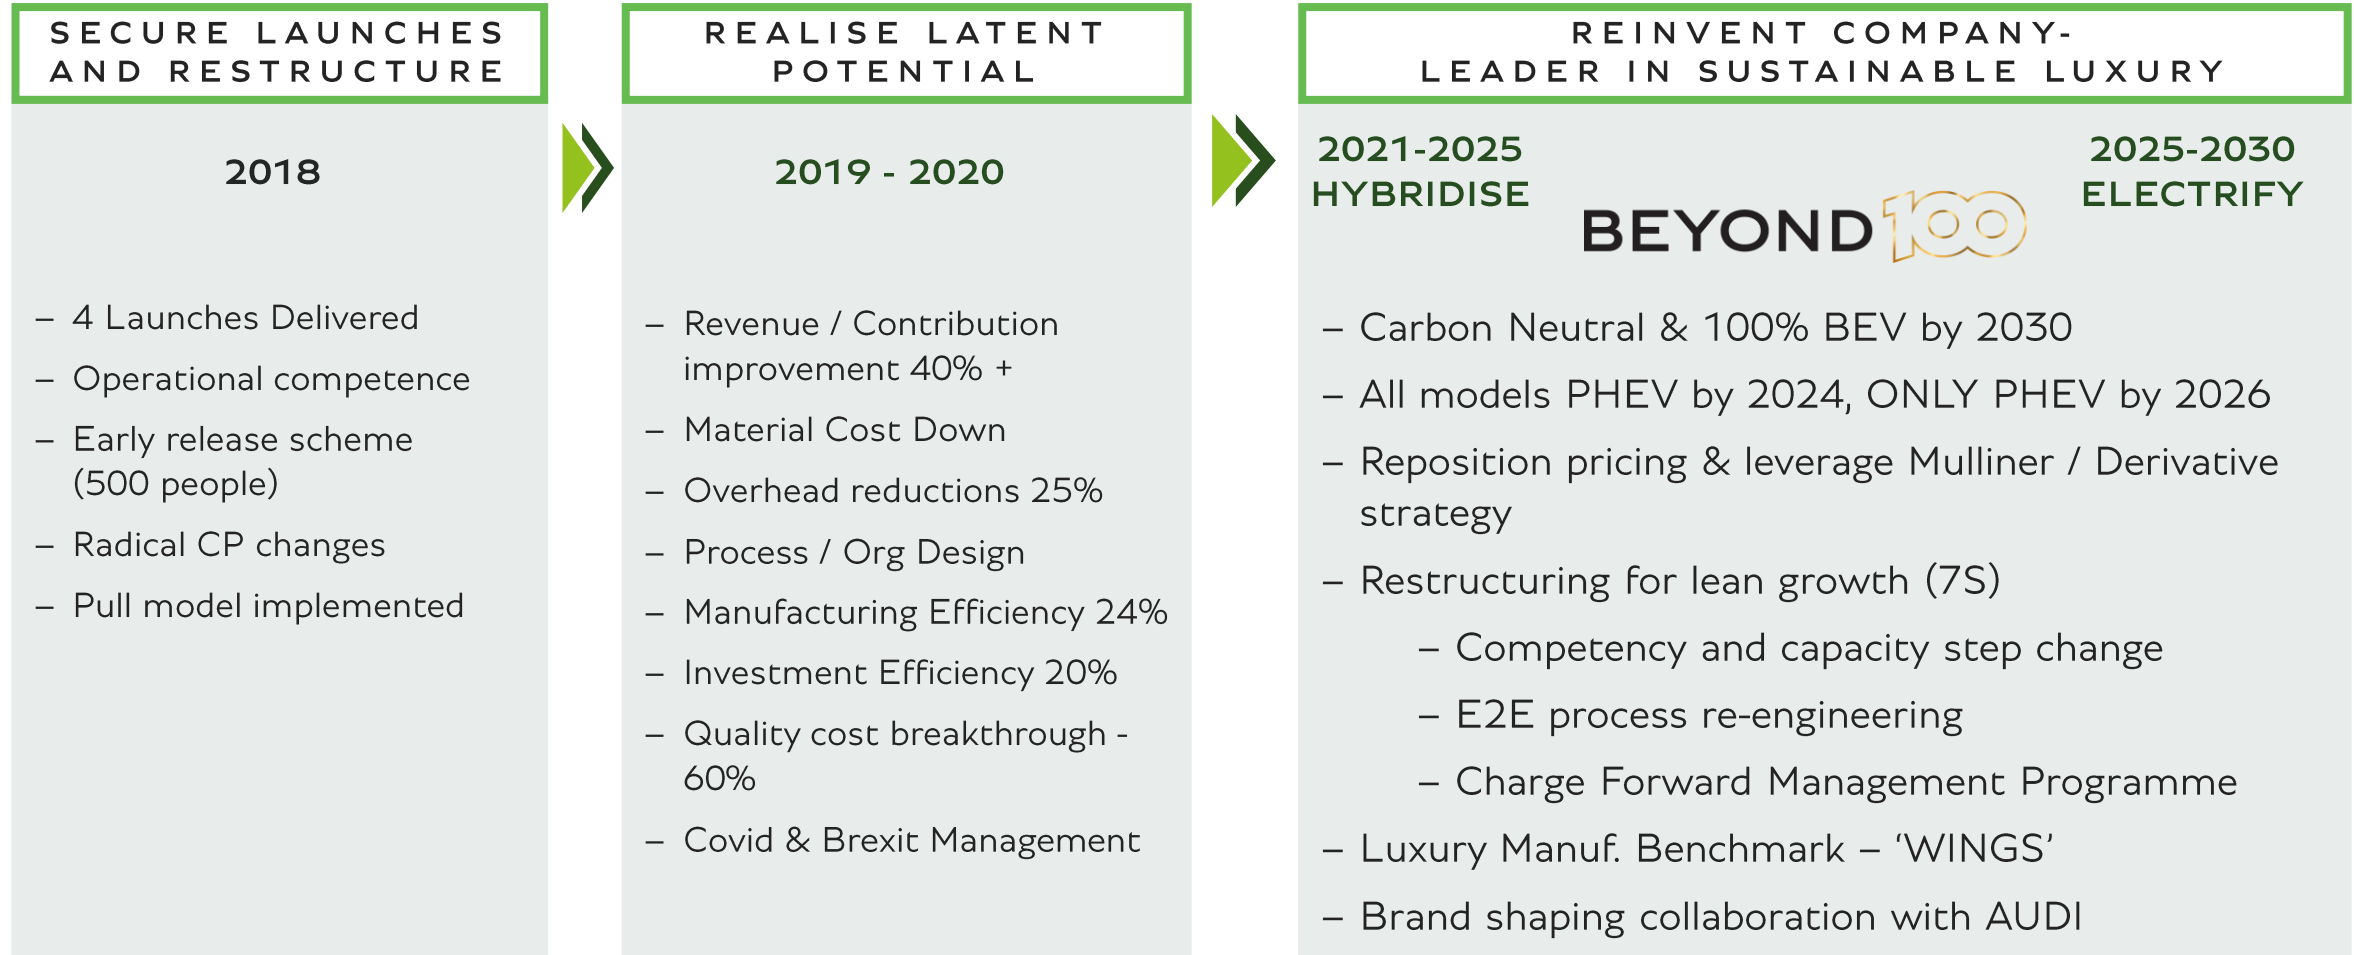 SECURE LAUNCHES
AND RESTRUCTURE
2018
– 4 Launches Delivered
– Operational competence
– Early release scheme
(500 people)
– Radical CP changes
– Pull model implemented
REALISE LATENT
POTENTIAL
2019 - 2020
– Revenue / Contribution
improvement 40% +
– Material Cost Down
– Overhead reductions 25%
– Process / Org Design
– Manufacturing Efficiency 24%
– Investment Efficiency 20%
– Quality cost breakthrough -
60%
– Covid & Brexit Management
REINVENT COMPANY-
LEADER IN SUSTAINABLE LUXURY
2021-2025
HYBRIDISE
BEYOND100
2025-2030
ELECTRIFY
– Carbon Neutral & 100% BEV by 2030
– All models PHEV by 2024, ONLY PHEV by 2026
– Reposition pricing & leverage Mulliner / Derivative
strategy
– Restructuring for lean growth (7S)
– Competency and capacity step change
– E2E process re-engineering
– Charge Forward Management Programme
– Luxury Manuf. Benchmark – ‘WINGS’
– Brand shaping collaboration with AUDI